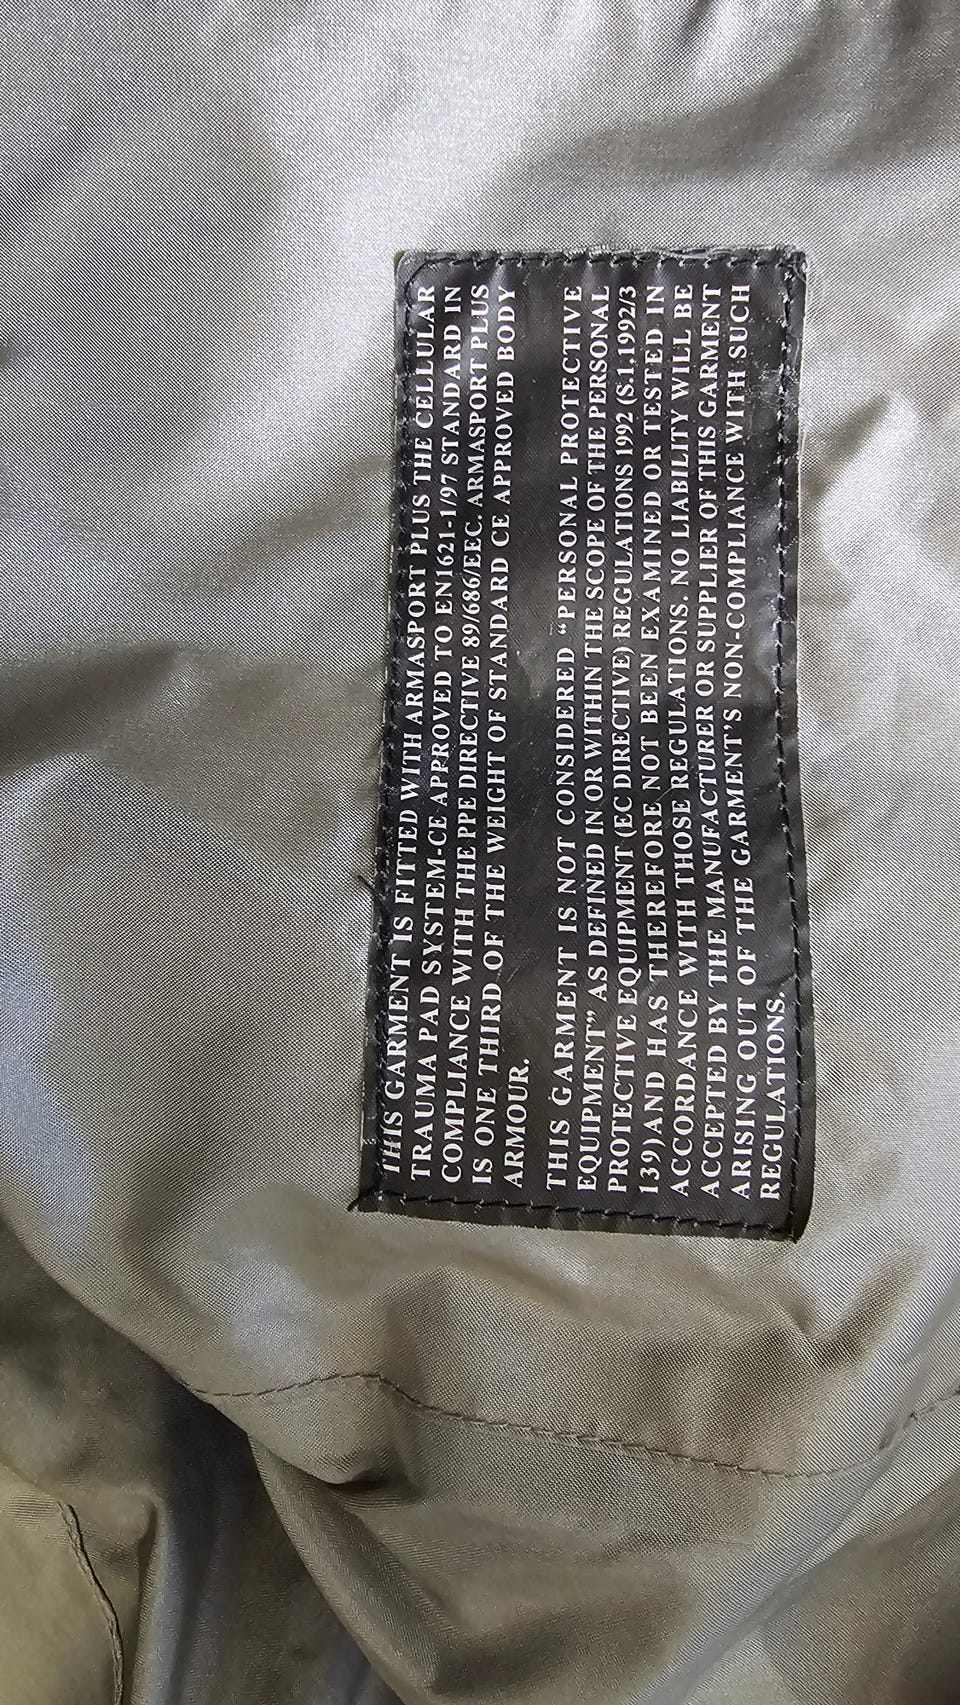 THIS GARMENT IS FITTED WITH ARMASPORT PLUS THE CELLULAR
TRAUMA PAD SYSTEM-CE APPROVED TO EN1621-1/97 STANDARD IN
COMPLIANCE WITH THE PPE DIRECTIVE 89/686/EEC. ARMASPORT PLUS
IS ONE THIRD OF THE WEIGHT OF STANDARD CE APPROVED BODY
ARMOUR.
THIS GARMENT IS NOT CONSIDERED "PERSONAL PROTECTIVE
EQUIPMENT" AS DEFINED IN OR WITHIN THE SCOPE OF THE PERSONAL
PROTECTIVE EQUIPMENT (EC DIRECTIVE) REGULATIONS 1992 (S.1.1992/3
139) AND HAS THEREFORE NOT BEEN EXAMINED OR TESTED IN
ACCORDANCE WITH THOSE REGULATIONS. NO LIABILITY WILL BE
ACCEPTED BY THE MANUFACTURER OR SUPPLIER OF THIS GARMENT
ARISING OUT OF THE GARMENT'S NON-COMPLIANCE WITH SUCH
REGULATIONS.